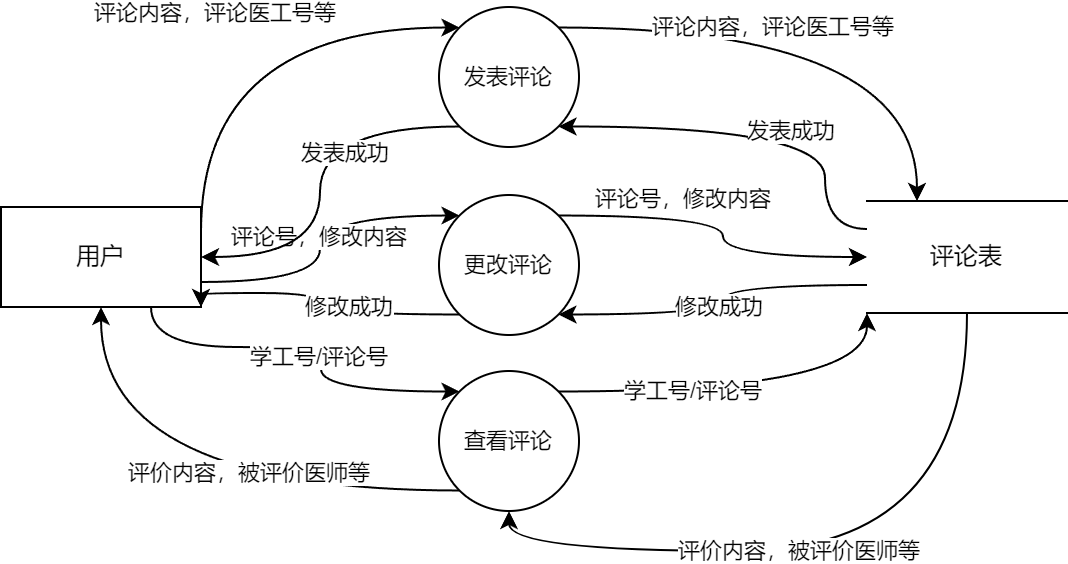 评论内容，评论医工号等
评论内容，评论医工号等
发表评论
发表成功
发表成功
评论号，修改内容
评论号，修改内容
用户
更改评论
评论表
修改成功
修改成功
学工号/评论号
学工号/评论号
查看评论
评价内容，被评价医师等
评价内容，被评价医师等